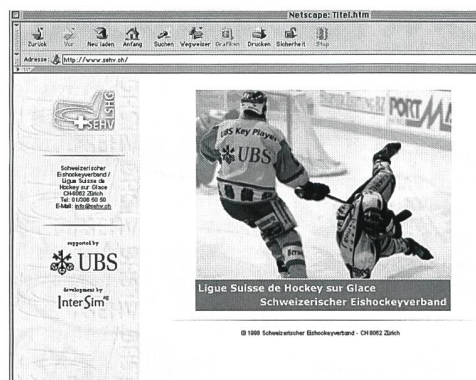 Netscape: Titel.htm
Zurück Vor Neu laden Anfang Suchen Wegweiser Grafiken Drucken Sicherheit Stop
Adresse: http://www.sehv.ch/
LSHG
SEHV
Schweizerischer
Eishockeyverband /
Ligue Suisse de
Hockey sur Glace
CH-8062 Zürich
Tel: 01/306 50 50
E-Mail: info@sehv.ch
supported by
UBS
development by
InterSim AG
UBS Key Player
UBS
PORT
Ligue Suisse de Hockey sur Glace
Schweizerischer Eishockeyverband
© 1998 Schweizerischer Eishockeyverband - CH 8062 Zürich